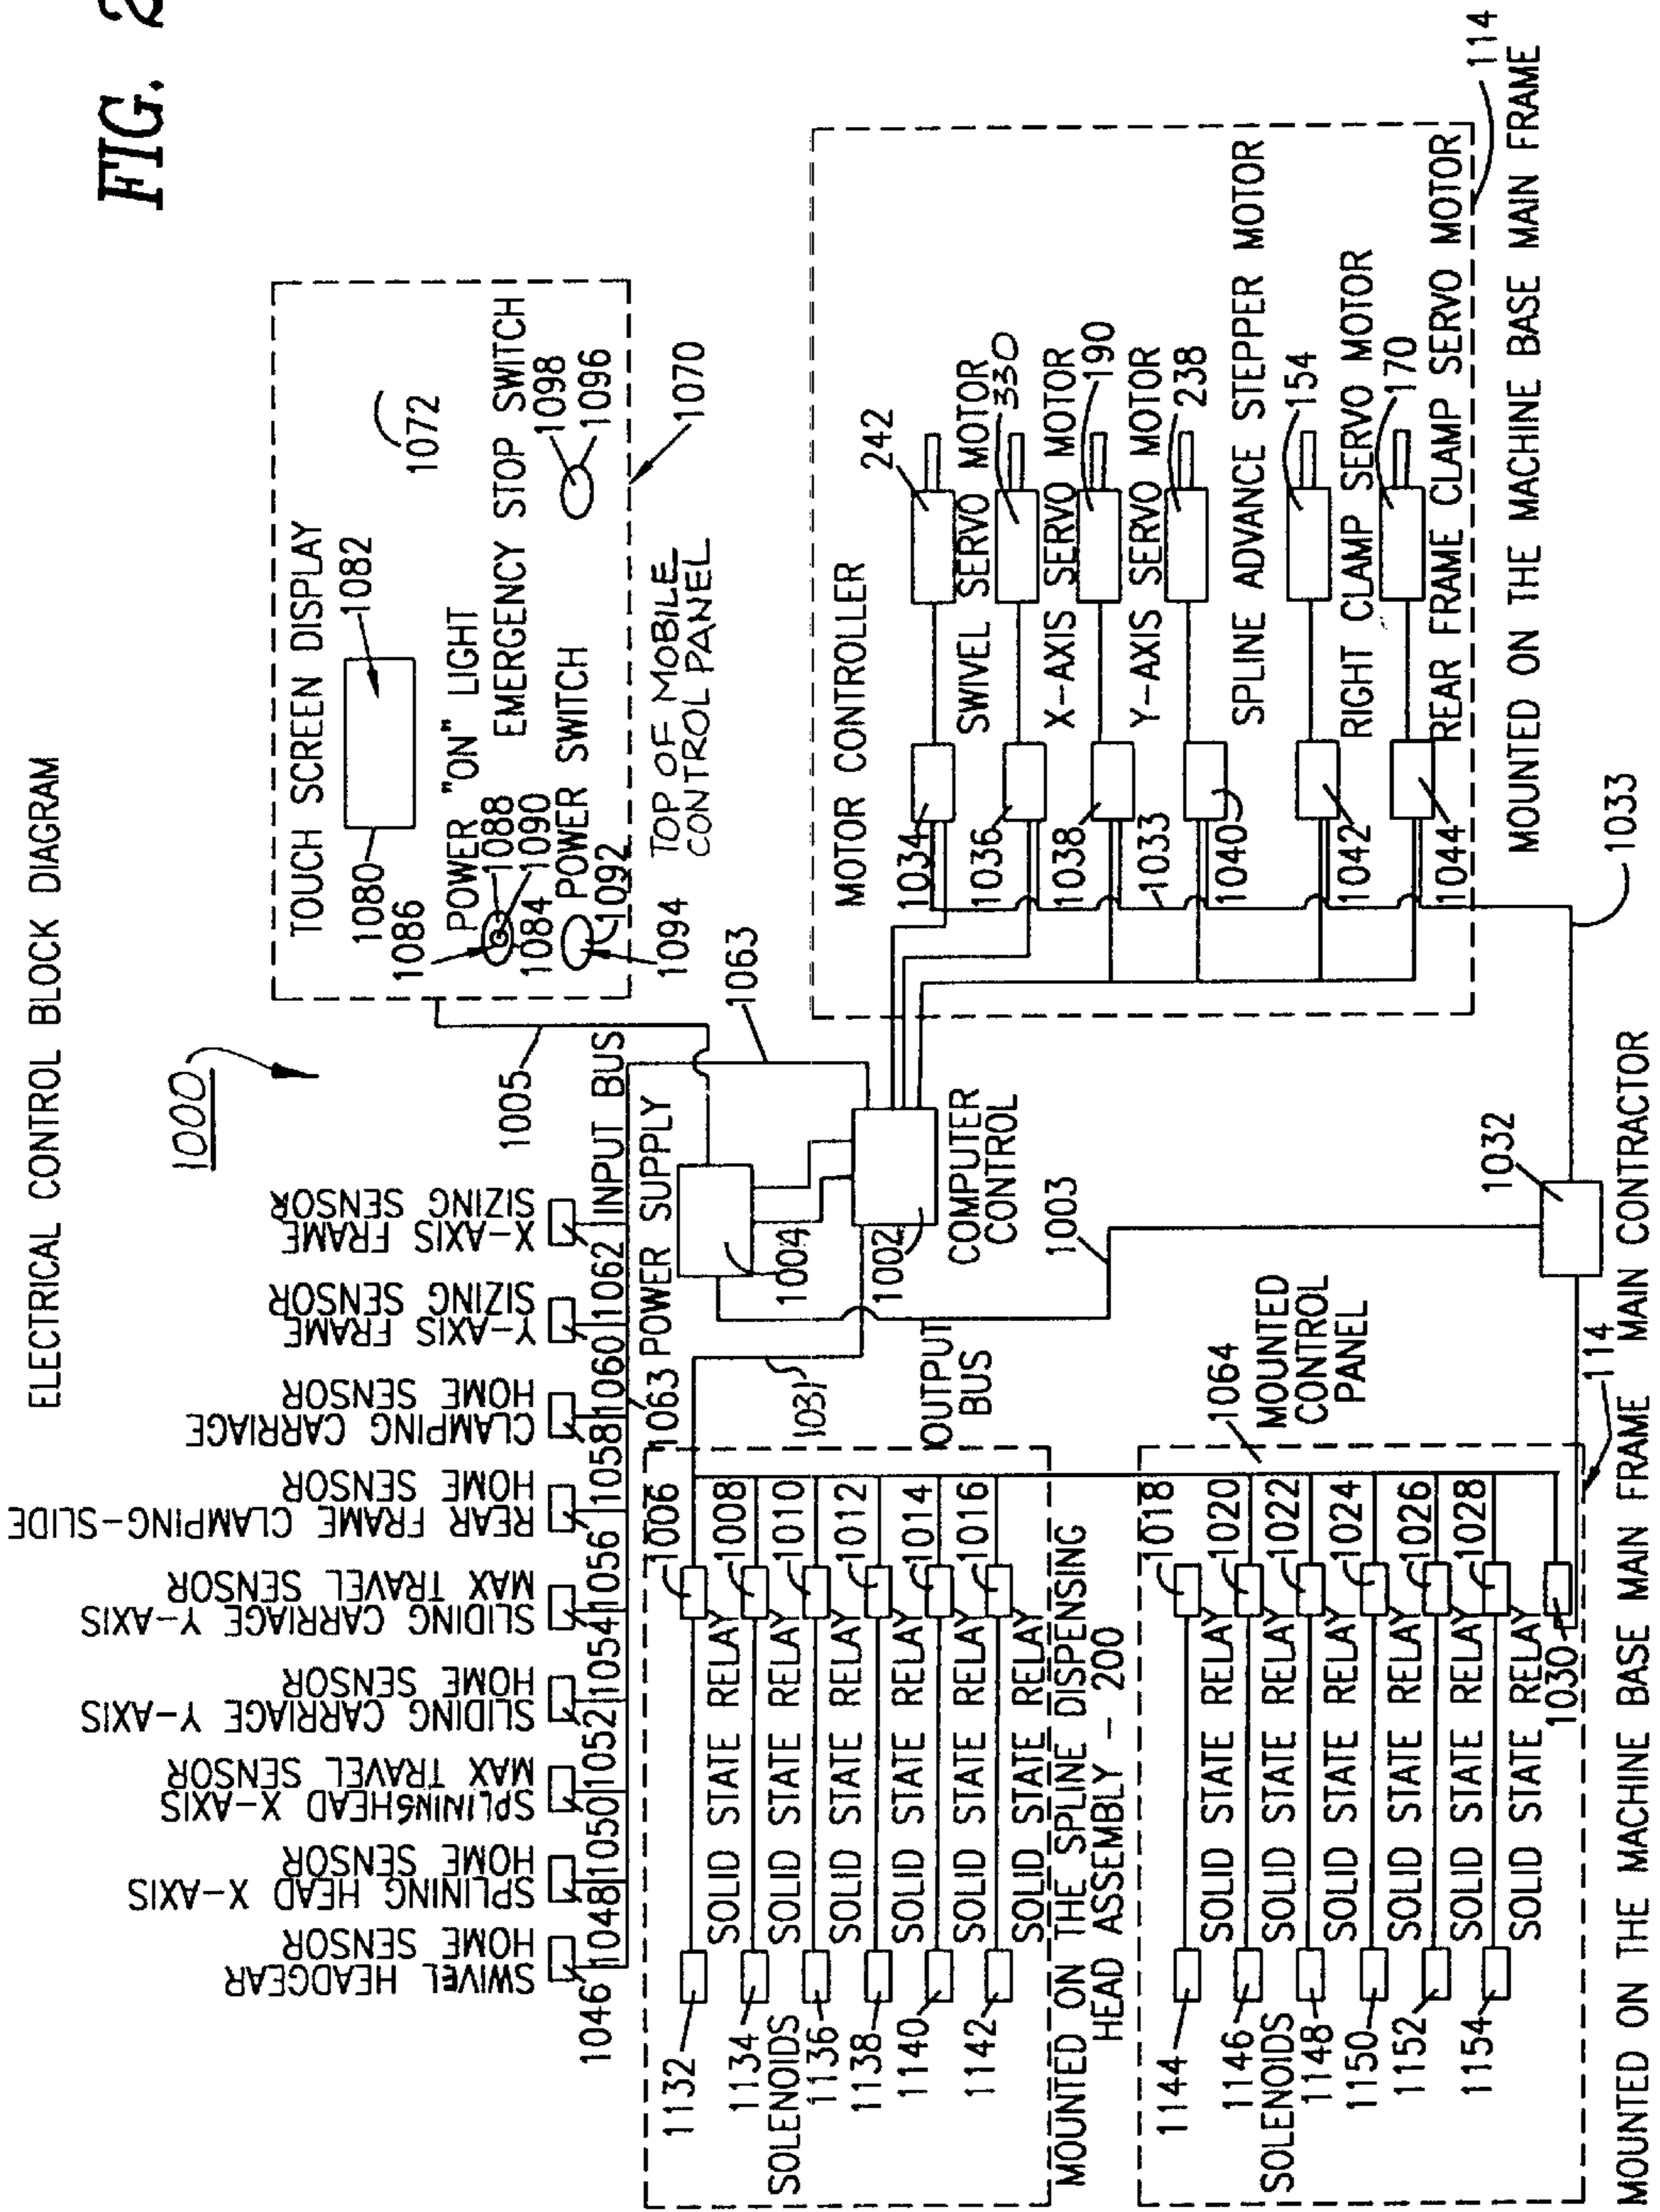 ELECTRICAL CONTROL BLOCK DIAGRAM
FIG. 2
1000
SWIVEL HEADGEAR
HOME SENSOR
SPLINING HEAD X-AXIS
HOME SENSOR
SPLININGHEAD X-AXIS
MAX TRAVEL SENSOR
SLIDING CARRIAGE Y-AXIS
HOME SENSOR
SLIDING CARRIAGE Y-AXIS
MAX TRAVEL SENSOR
REAR FRAME CLAMPING-SLIDE
HOME SENSOR
CLAMPING CARRIAGE
HOME SENSOR
Y-AXIS FRAME
SIZING SENSOR
X-AXIS FRAME
SIZING SENSOR
1046
1048
1050
1052
1054
1056
1058
1060
1062
INPUT BUS
1063
1063
1005
TOUCH SCREEN DISPLAY
1080
1082
1072
1086
POWER "ON" LIGHT
1088
1090
1084
EMERGENCY STOP SWITCH
1098
1096
POWER SWITCH
1092
1094
1070
TOP OF MOBILE
CONTROL PANEL
POWER SUPPLY
1004
1002
COMPUTER
CONTROL
1031
1003
OUTPUT
BUS
1132
1006
SOLID STATE RELAY
1134
1008
SOLENOIDS
SOLID STATE RELAY
1136
1010
SOLID STATE RELAY
1138
1012
SOLID STATE RELAY
1140
1014
SOLID STATE RELAY
1142
1016
SOLID STATE RELAY
MOUNTED ON THE SPLINE DISPENSING
HEAD ASSEMBLY - 200
1064
MOUNTED
CONTROL
PANEL
1144
1018
SOLID STATE RELAY
1146
1020
SOLENOIDS
SOLID STATE RELAY
1148
1022
SOLID STATE RELAY
1150
1024
SOLID STATE RELAY
1152
1026
SOLID STATE RELAY
1154
1028
SOLID STATE RELAY
1030
114
MOUNTED ON THE MACHINE BASE MAIN FRAME
1032
MAIN CONTRACTOR
1033
MOTOR CONTROLLER
1034
242
SWIVEL SERVO MOTOR
1036
330
X-AXIS SERVO MOTOR
1038
190
1033
Y-AXIS SERVO MOTOR
1040
238
SPLINE ADVANCE STEPPER MOTOR
1042
154
RIGHT CLAMP SERVO MOTOR
1044
170
REAR FRAME CLAMP SERVO MOTOR
114
MOUNTED ON THE MACHINE BASE MAIN FRAME